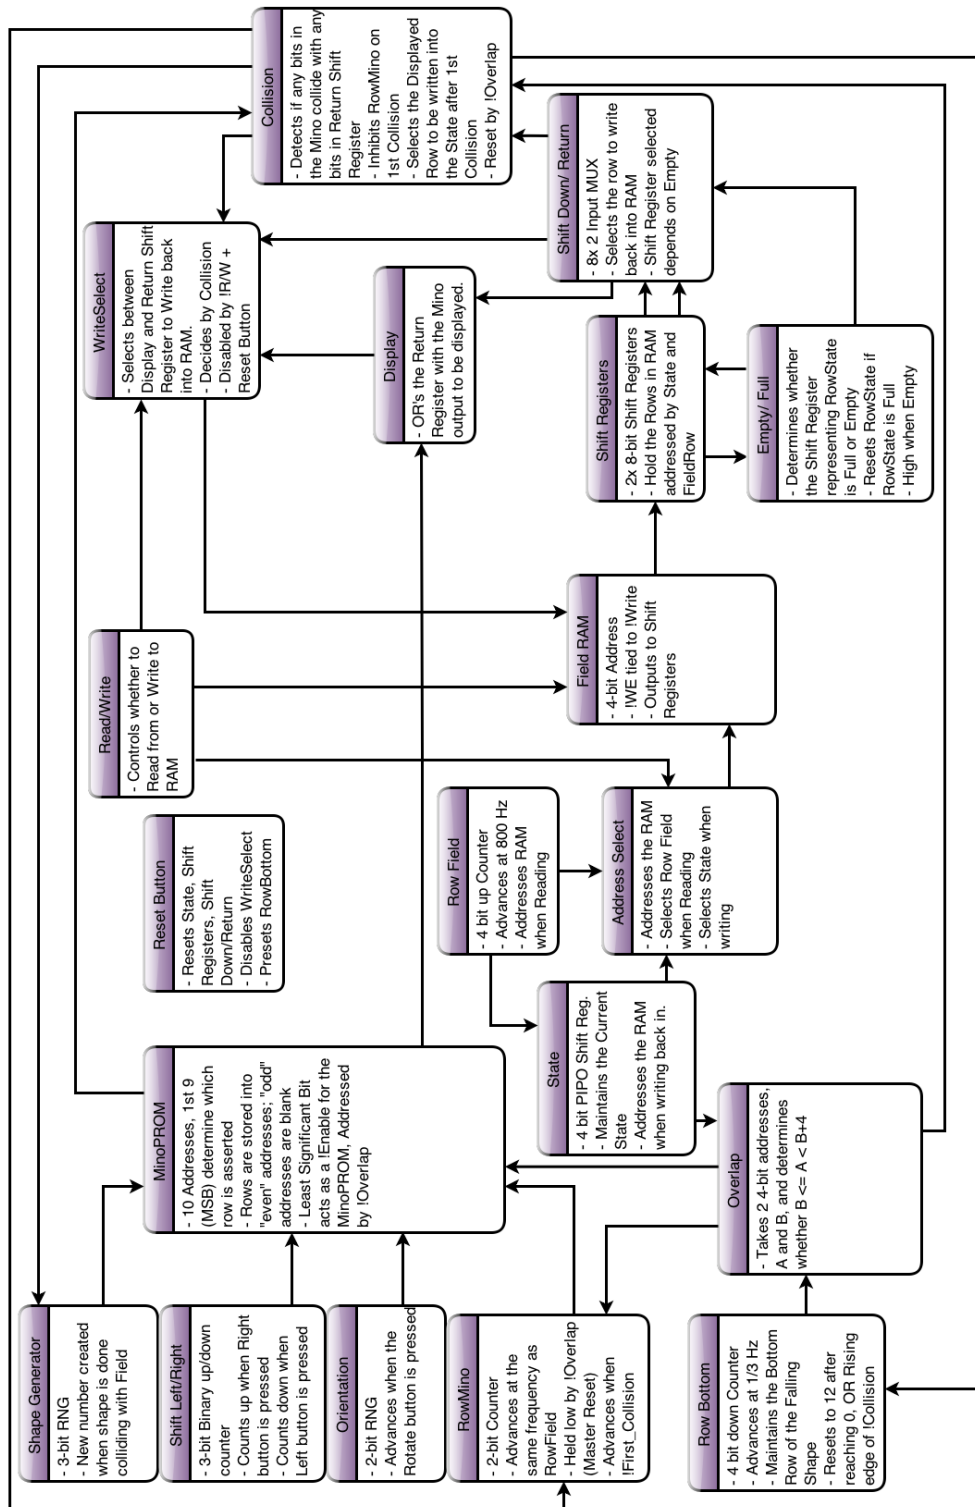 Shape Generator
- 3-bit RNG
- New number created
when shape is done
colliding with Field
Shift Left/Right
- 3-bit Binary up/down
counter
- Counts up when Right
button is pressed
- Counts down when
Left button is pressed
Orientation
- 2-bit RNG
- Advances when the
Rotate button is pressed
RowMino
- 2-bit Counter
- Advances at the
same frequency as
RowField
- Held low by !Overlap
(Master Reset)
- Advances when
!First_Collision
Row Bottom
- 4 bit down Counter
- Advances at 1/3 Hz
- Maintains the Bottom
Row of the Falling
Shape
- Resets to 12 after
reaching 0, OR Rising
edge of !Collision
MinoPROM
- 10 Addresses, 1st 9
(MSB) determine which
row is asserted
- Rows are stored into
"even" addresses; "odd"
addresses are blank
- Least Significant Bit
acts as a !Enable for the
MinoPROM, Addressed
by !Overlap
Overlap
- Takes 2 4-bit addresses,
A and B, and determines
whether B <= A < B+4
State
- 4 bit PIPO Shift Reg.
- Maintains the Current
State
- Addresses the RAM
when writing back in.
Reset Button
- Resets State, Shift
Registers, Shift
Down/Return
- Disables WriteSelect
- Presets RowBottom
Row Field
- 4 bit up Counter
- Advances at 800 Hz
- Addresses RAM
when Reading
Address Select
- Addresses the RAM
- Selects Row Field
when Reading
- Selects State when
writing
Read/Write
- Controls whether to
Read from or Write to
RAM
Field RAM
- 4-bit Address
- !WE tied to !Write
- Outputs to Shift
Registers
WriteSelect
- Selects between
Display and Return Shift
Register to Write back
into RAM.
- Decides by Collision
- Disabled by !R/W +
Reset Button
Display
- OR's the Return
Register with the Mino
output to be displayed.
Shift Registers
- 2x 8-bit Shift Registers
- Hold the Rows in RAM
addressed by State and
FieldRow
Empty/ Full
- Determines whether
the Shift Register
representing RowState
is Full or Empty
- Resets RowState if
RowState is Full
- High when Empty
Collision
- Detects if any bits in
the Mino collide with any
bits in Return Shift
Register
- Inhibits RowMino on
1st Collision
- Selects the Displayed
Row to be written into
the State after 1st
Collision
- Reset by !Overlap
Shift Down/ Return
- 8x 2 Input MUX
- Selects the row to write
back into RAM
- Shift Register selected
depends on Empty